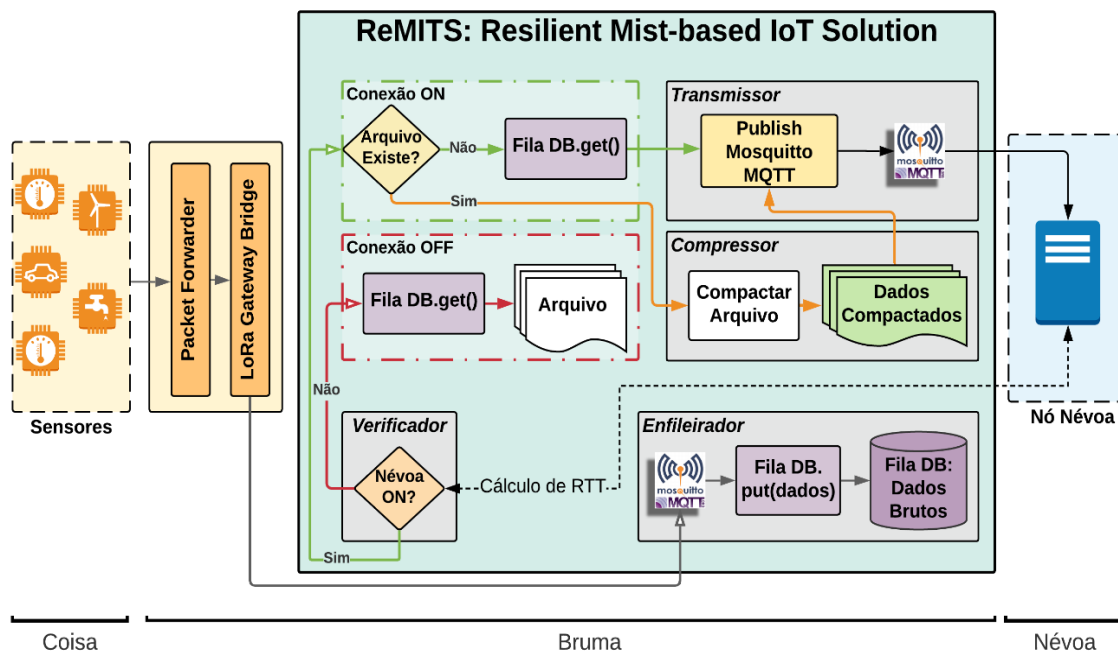 ReMITS: Resilient Mist-based IoT Solution
Sensores
Packet Forwarder
LoRa Gateway Bridge
Conexão ON
Arquivo
Existe?
Não
Fila DB.get()
Sim
Transmissor
Publish
Mosquitto
MQTT
mosquitto
MQTT
Conexão OFF
Fila DB.get()
Arquivo
Compressor
Compactar
Arquivo
Dados
Compactados
Não
Verificador
Névoa
ON?
Sim
Cálculo de RTT
Enfileirador
mosquitto
MQTT
Fila DB.
put(dados)
Fila DB:
Dados
Brutos
Nó Névoa
Coisa
Bruma
Névoa